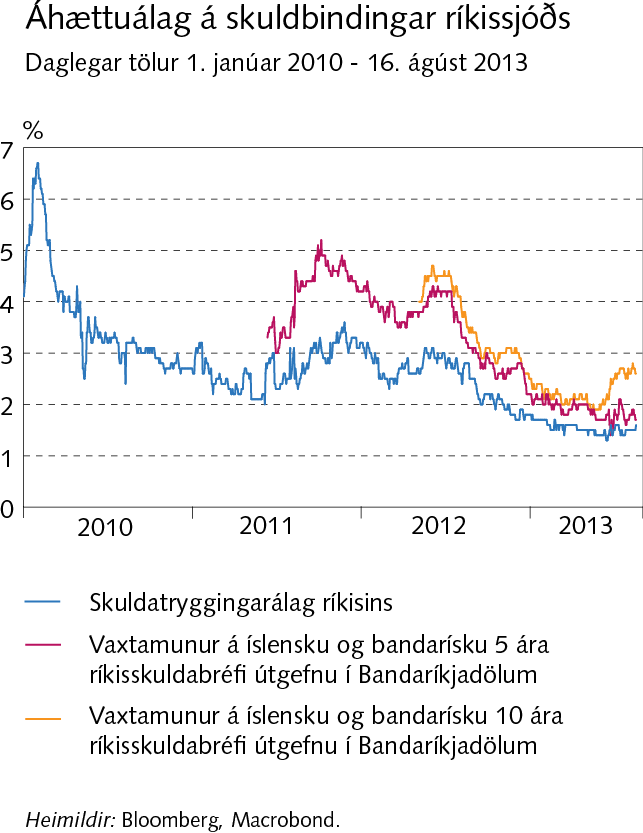 Áhættuálag á skuldbindingar ríkissjóðs
Daglegar tölur 1. janúar 2010 - 16. ágúst 2013
%
7
6
5
4
3
2
1
0
2010 2011 2012 2013
Skuldatryggingarálag ríkisins
Vaxtamunur á íslensku og bandarísku 5 ára
ríkisskuldabréfi útgefnu í Bandaríkjadölum
Vaxtamunur á íslensku og bandarísku 10 ára
ríkisskuldabréfi útgefnu í Bandaríkjadölum
Heimildir: Bloomberg, Macrobond.